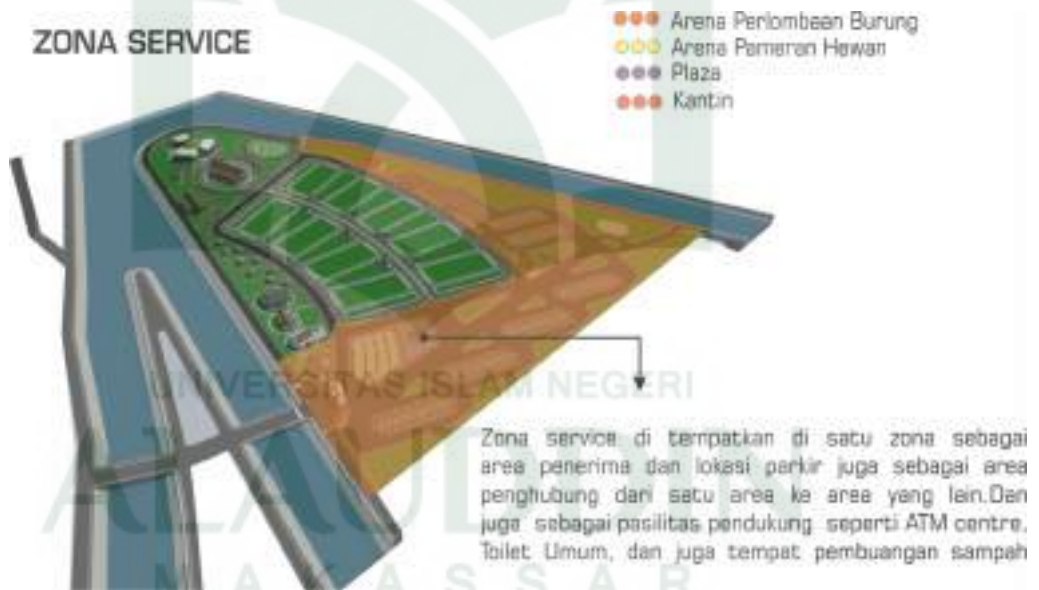 ZONA SERVICE
Arena Perlombaan Burung
Arena Pameran Hewan
Plaza
Kantin
UNIVERSITAS ISLAM NEGERI
ALAUDDIN
MAKASSAR
Zona service di tempatkan di satu zona sebagai
area penerima dan lokasi parkir juga sebagai area
penghubung dari satu area ke area yang lain.Dan
juga sebagai pasilitas pendukung seperti ATM centre,
Toilet Umum, dan juga tempat pembuangan sampah